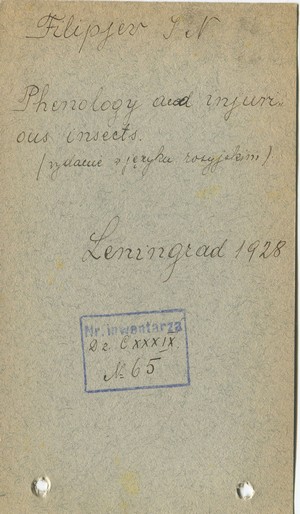 Filipjev I N
Phenology and injuri-
ous insects.
(wydanie w języku rosyjskim)
Leningrad 1928
Nr. inwentarza
Dz. CXXXIX
№ 65